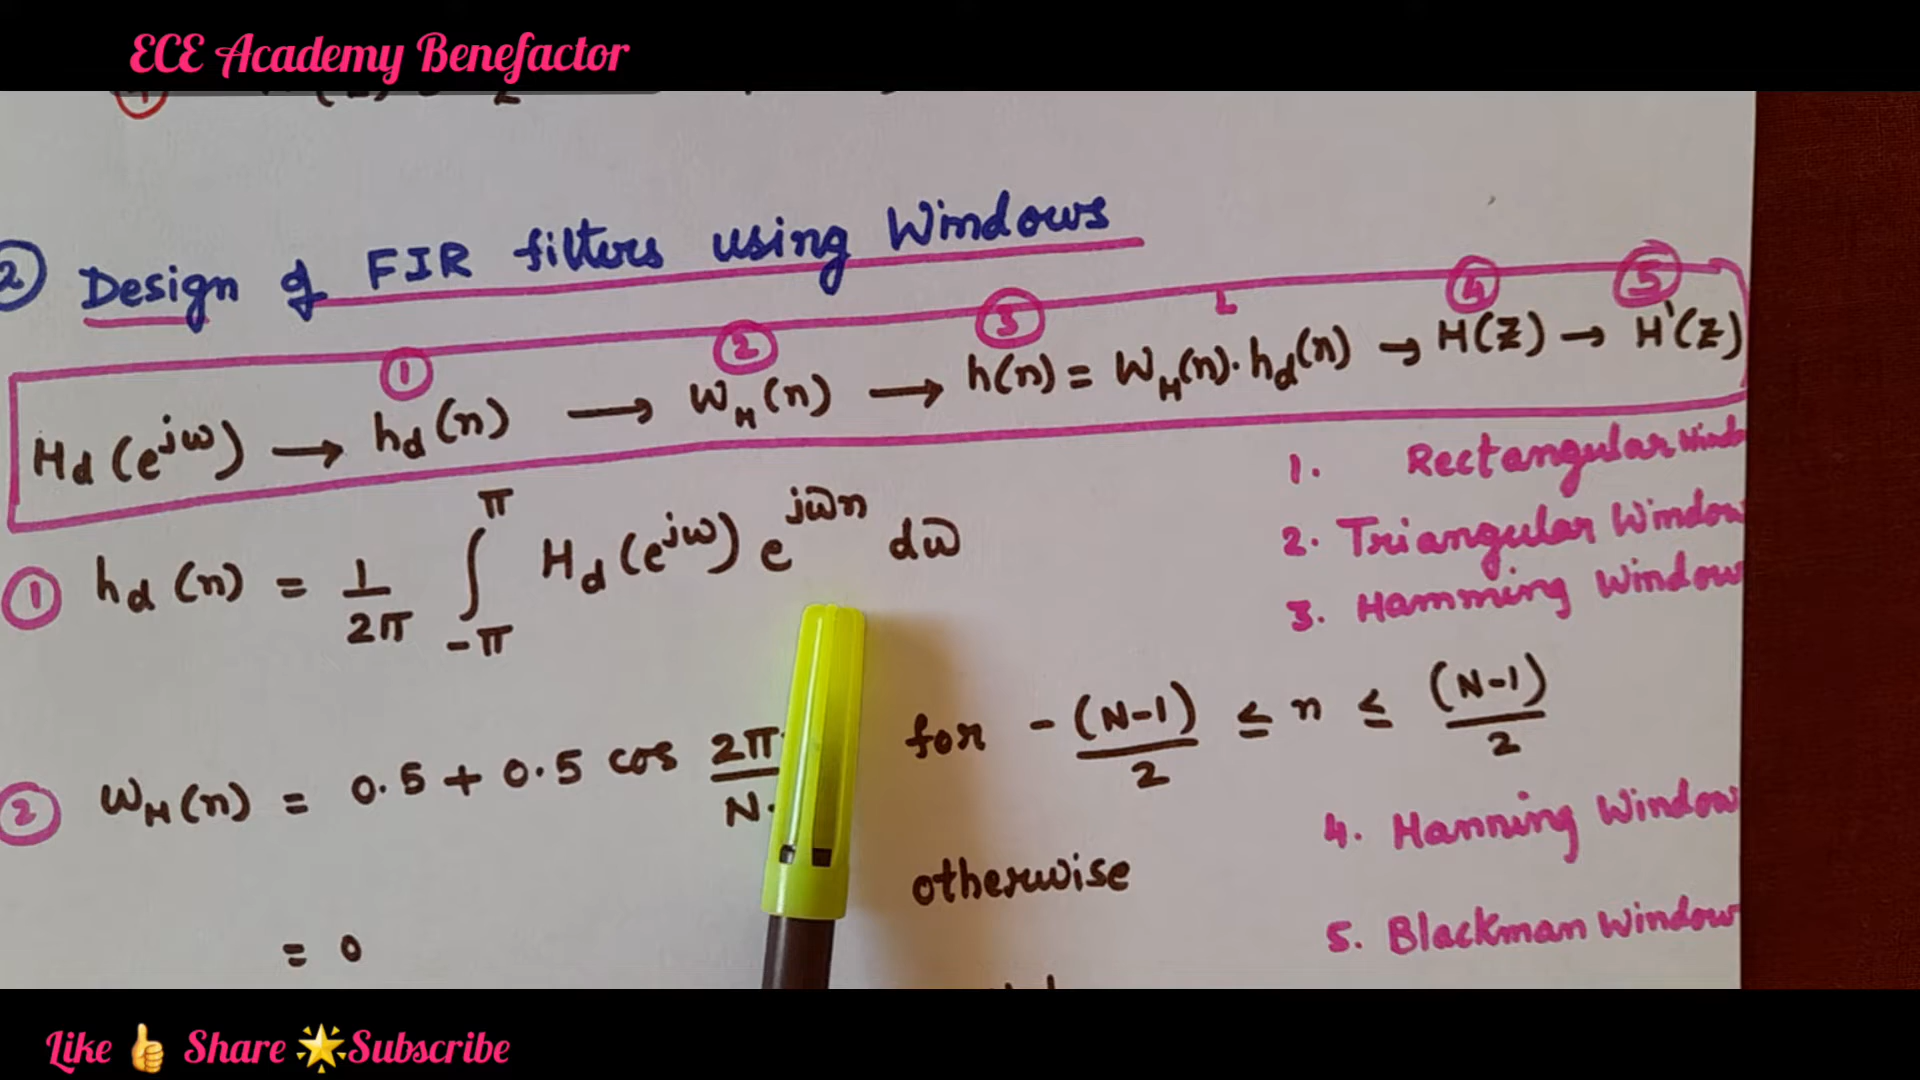 ECE Academy Benefactor
② Design of FIR filters using Windows
① ② ③ ④ ⑤
Hd(e^jω) → hd(n) → WH(n) → h(n) = WH(n)·hd(n) → H(Z) → H'(Z)
① hd(n) = 1/2π ∫ -π π Hd(e^jω) e^jωn dω
1. Rectangular
2. Triangular Window
3. Hamming Window
② WH(n) = 0.5 + 0.5 cos 2π for -(N-1)/2 ≤ n ≤ (N-1)/2
4. Hanning Window
= 0 otherwise
5. Blackman Window
Like 👍 Share 🌟Subscribe